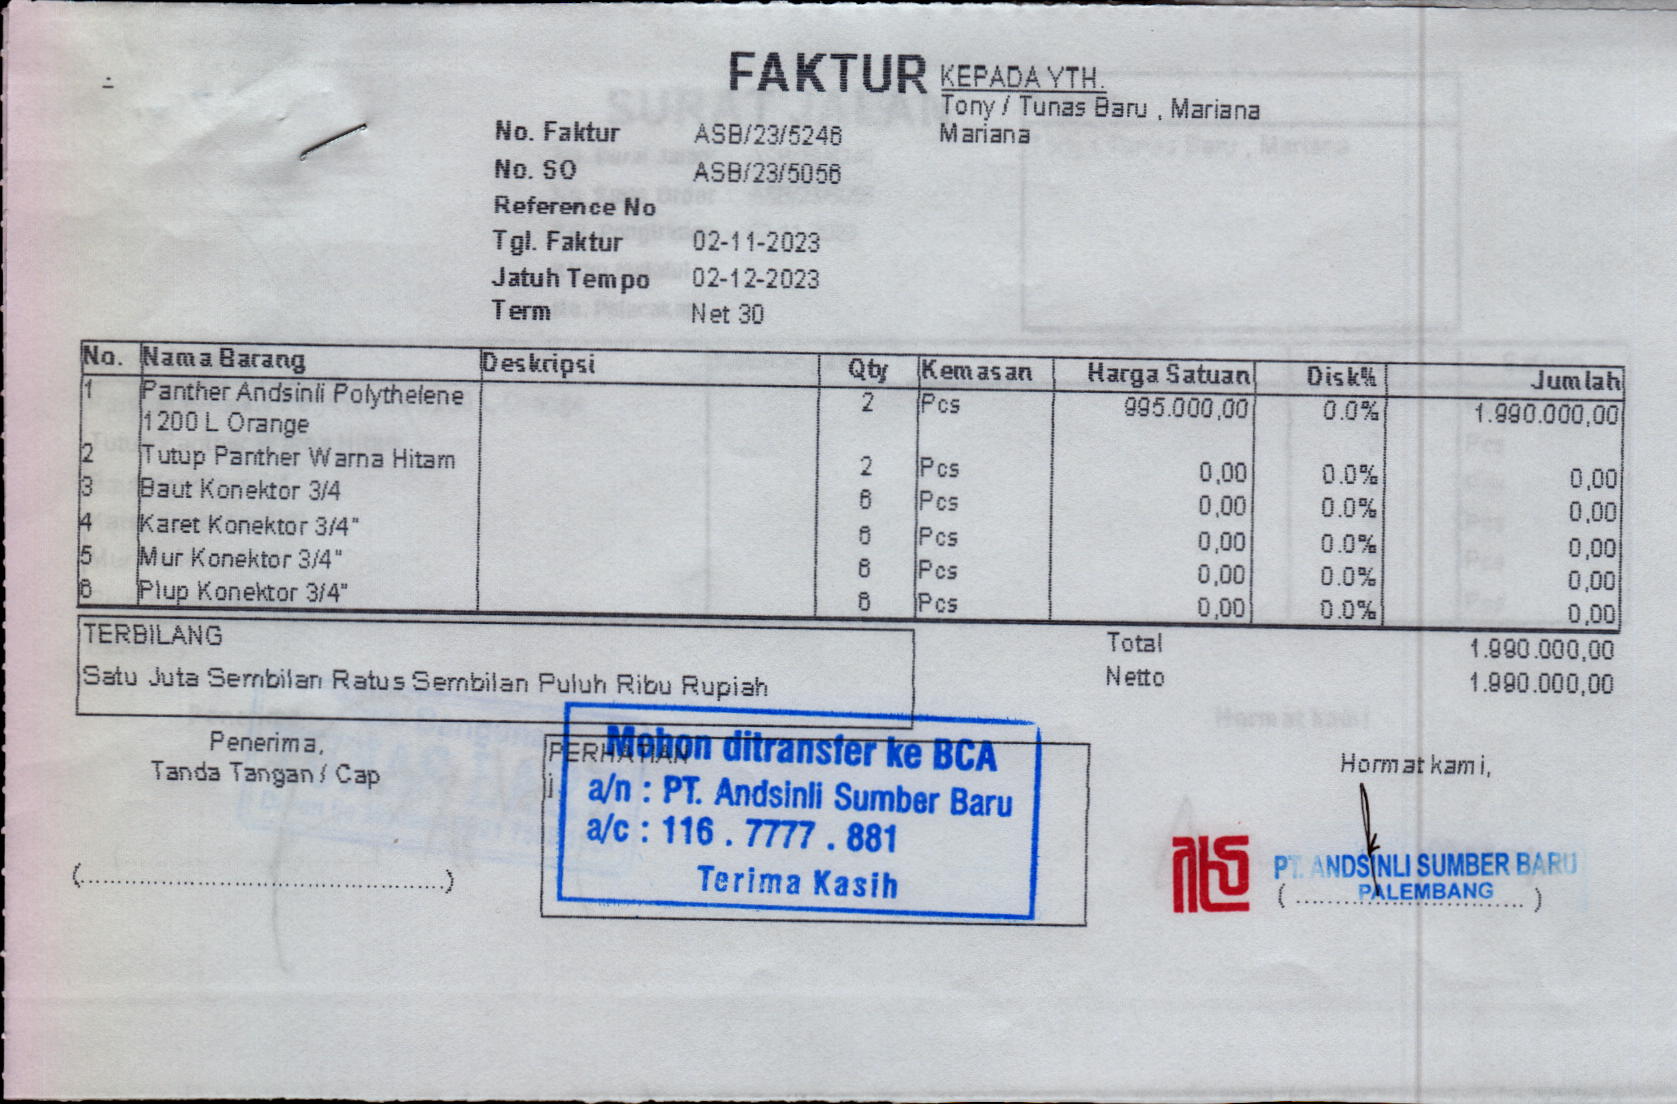 FAKTUR
KEPADA YTH.
Tony / Tunas Baru , Mariana
Mariana
No. Faktur ASB/23/5246
No. SO ASB/23/5056
Reference No
Tgl. Faktur 02-11-2023
Jatuh Tempo 02-12-2023
Term Net 30
No. Nama Barang Deskripsi Qty Kemasan Harga Satuan Disk% Jumlah
1 Panther Andsinli Polythelene 2 Pcs 995.000,00 0.0% 1.990.000,00
1200 L Orange
2 Tutup Panther Warna Hitam 2 Pcs 0,00 0.0% 0,00
3 Baut Konektor 3/4 6 Pcs 0,00 0.0% 0,00
4 Karet Konektor 3/4" 6 Pcs 0,00 0.0% 0,00
5 Mur Konektor 3/4" 6 Pcs 0,00 0.0% 0,00
6 Plup Konektor 3/4" 6 Pcs 0,00 0.0% 0,00
TERBILANG
Satu Juta Sembilan Ratus Sembilan Puluh Ribu Rupiah
Total 1.990.000,00
Netto 1.990.000,00
Penerima,
Tanda Tangan / Cap
(...............................................)
PERHATIAN
Mohon ditransfer ke BCA
a/n : PT. Andsinli Sumber Baru
a/c : 116 . 7777 . 881
Terima Kasih
Hormat kami,
PT. ANDSINLI SUMBER BARU
PALEMBANG
( ............................. )